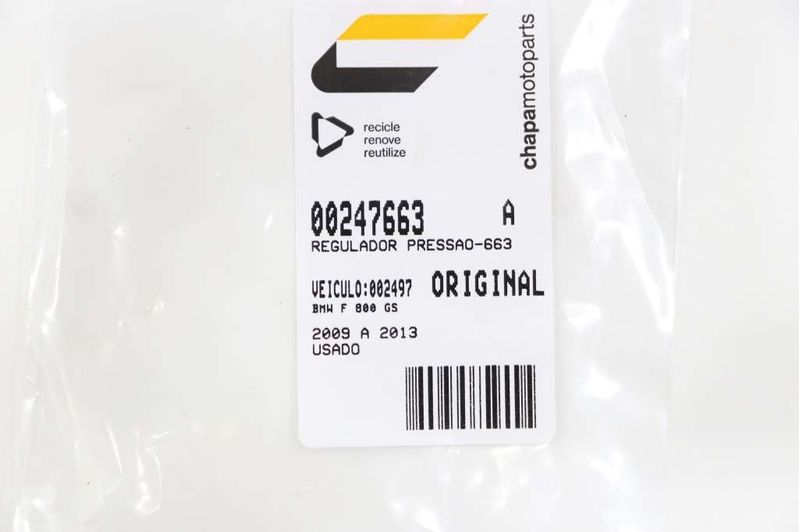 chapamotoparts
recicle
renove
reutilize
00247663 A
REGULADOR PRESSAO-663
VEICULO:002497 ORIGINAL
BMW F 800 GS
2009 A 2013
USADO